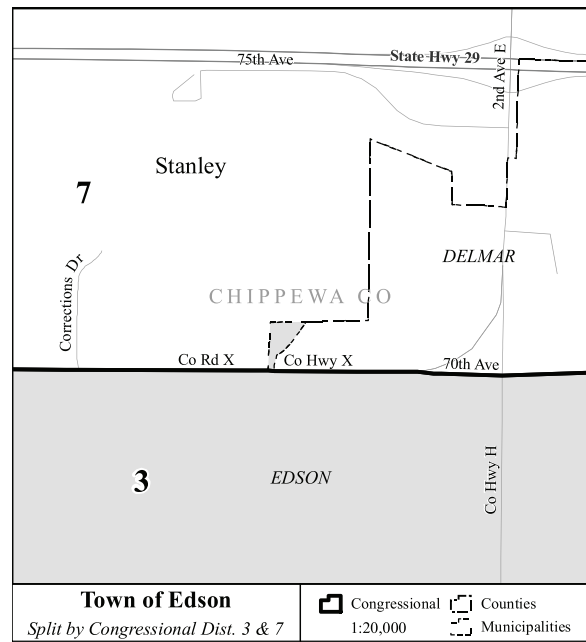 State Hwy 29
75th Ave
2nd Ave E
Stanley
7
DELMAR
Corrections Dr
CHIPPEWA CO
Co Rd X
Co Hwy X
70th Ave
3
EDSON
Co Hwy H
Town of Edson
Split by Congressional Dist. 3 & 7
Congressional
Counties
1:20,000
Municipalities